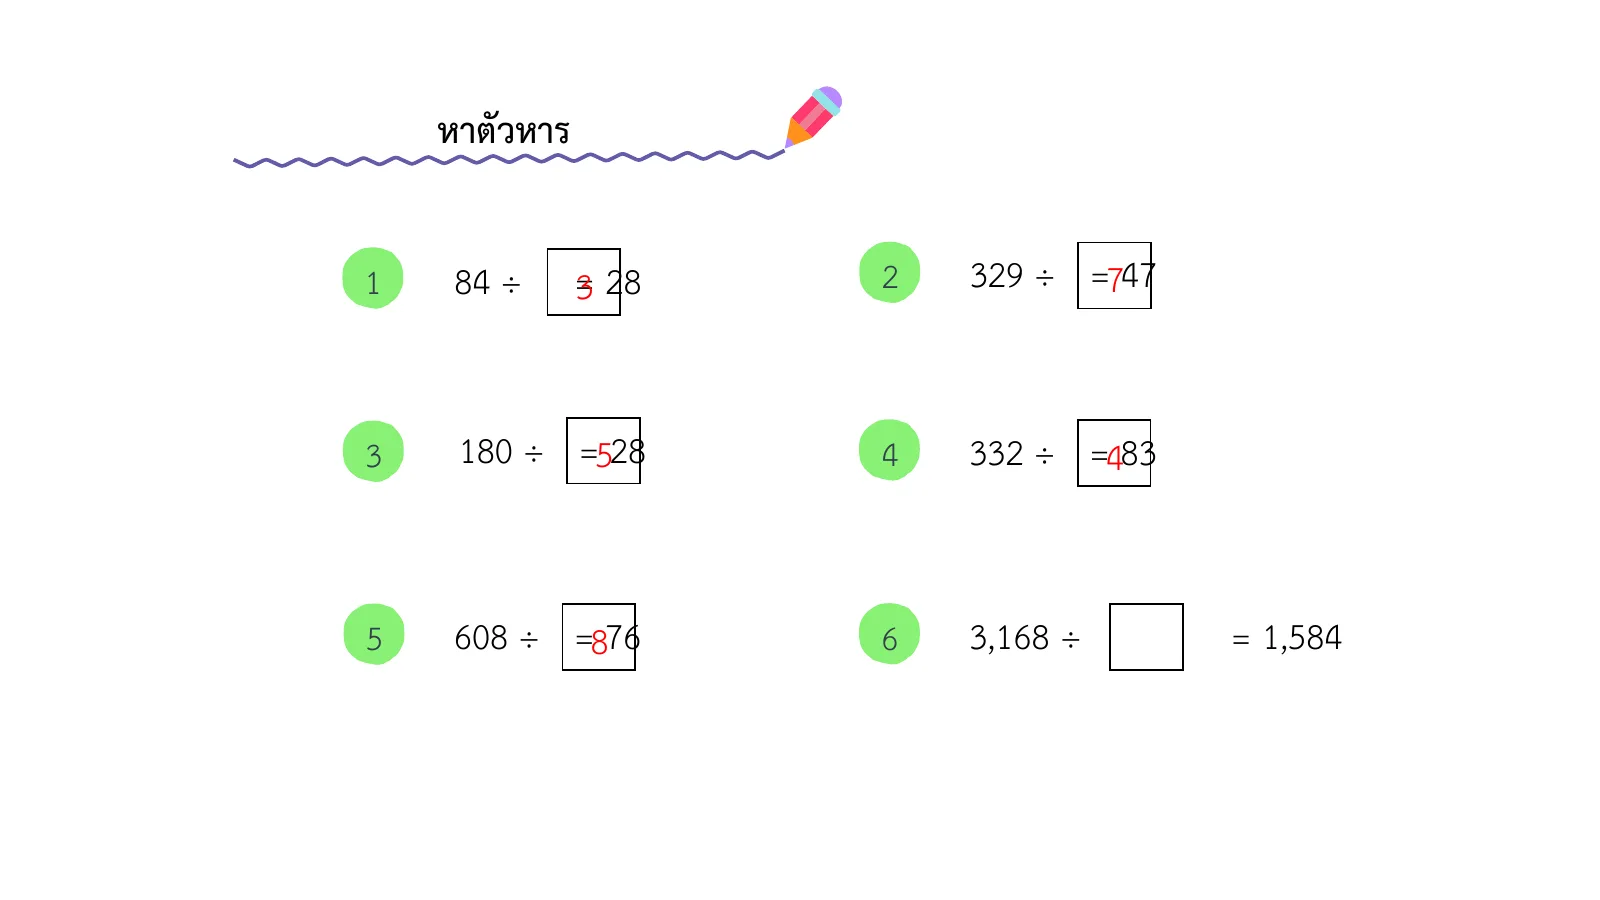 หาตัวหาร
1 84 ÷ 3 = 28
2 329 ÷ 7 = 47
3 180 ÷ 5 = 28
4 332 ÷ 4 = 83
5 608 ÷ 8 = 76
6 3,168 ÷ = 1,584